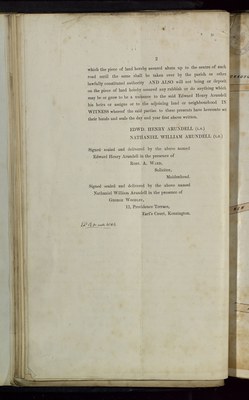 2
which the piece of land hereby assured abuts up to the centre of such
road until the same shall be taken over by the parish or other
lawfully constituted authority AND ALSO will not bring or deposit
on the piece of land hereby assured any rubbish or do anything which
may be or grow to be a nuisance to the said Edward Henry Arundell
his heirs or assigns or to the adjoining land or neighbourhood IN
WITNESS whereof the said parties to these presents have hereunto set
their hands and seals the day and year first above written.
EDWD. HENRY ARUNDELL (L.S.)
NATHANIEL WILLIAM ARUNDELL (L.S.)
Signed sealed and delivered by the above named
Edward Henry Arundell in the presence of
Solicitor,
Maidenhead.
Signed sealed and delivered by the above named
Nathaniel William Arundell in the presence of
George
12, Providence Terrace,
Earl's Court, Kensington.